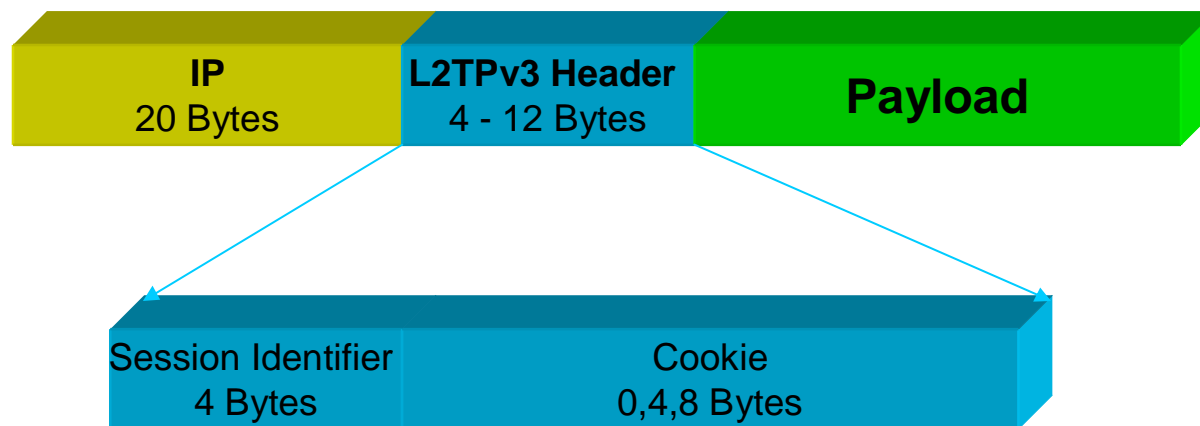 IP
20 Bytes
L2TPv3 Header
4 - 12 Bytes
Payload
Session Identifier
4 Bytes
Cookie
0,4,8 Bytes